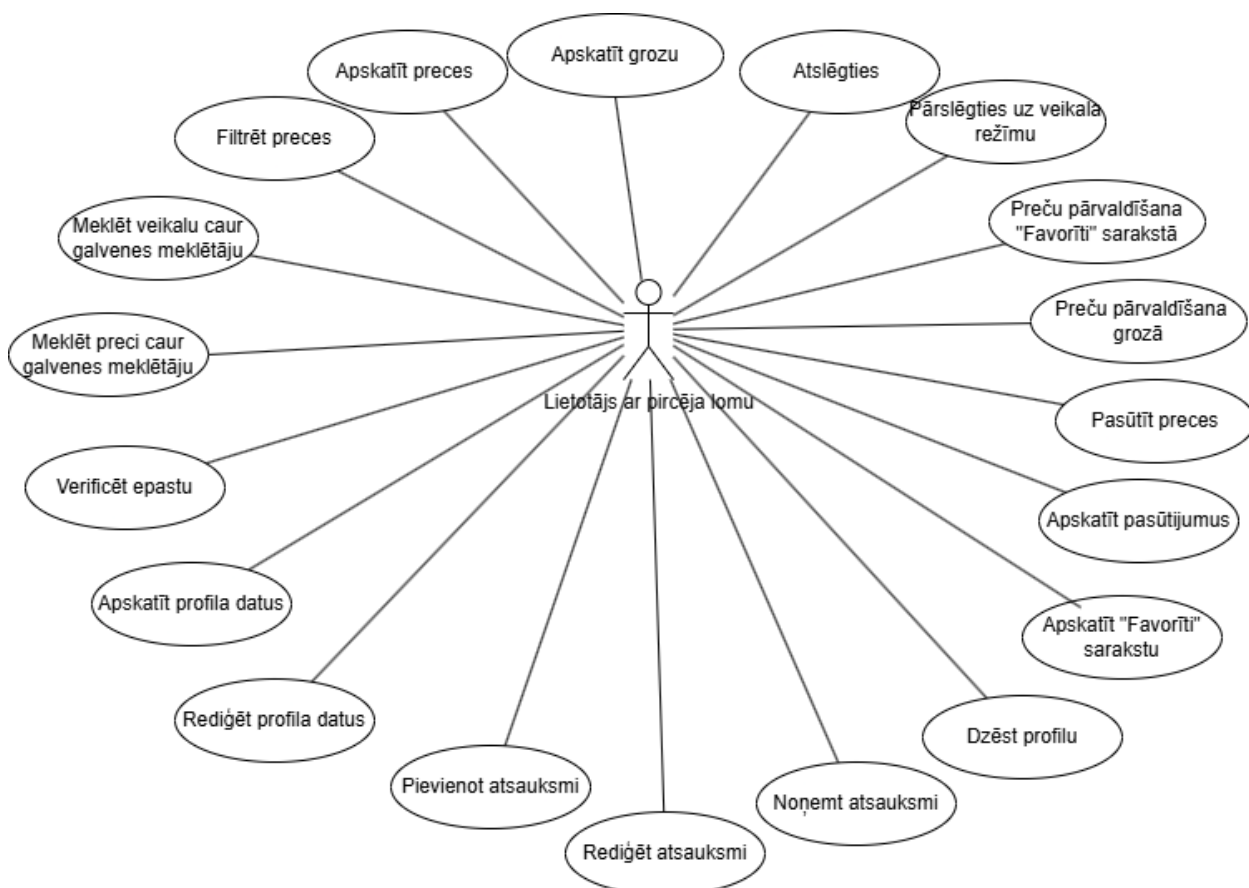 Apskatīt grozu
Apskatīt preces
Atslēgties
Pārslēgties uz veikala
režīmu
Filtrēt preces
Meklēt veikalu caur
galvenes meklētāju
Preču pārvaldīšana
"Favorīti" sarakstā
Preču pārvaldīšana
grozā
Meklēt preci caur
galvenes meklētāju
Lietotājs ar pircēja lomu
Pasūtīt preces
Verificēt epastu
Apskatīt pasūtijumus
Apskatīt profila datus
Apskatīt "Favorīti"
sarakstu
Rediģēt profila datus
Dzēst profilu
Pievienot atsauksmi
Noņemt atsauksmi
Rediģēt atsauksmi